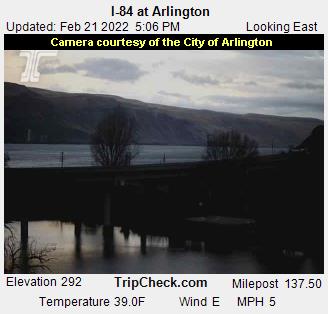 I-84 at Arlington
Updated: Feb 21 2022 5:06 PM Looking East
Camera courtesy of the City of Arlington
Elevation 292 TripCheck.com Milepost 137.50
Temperature 39.0F Wind E MPH 5